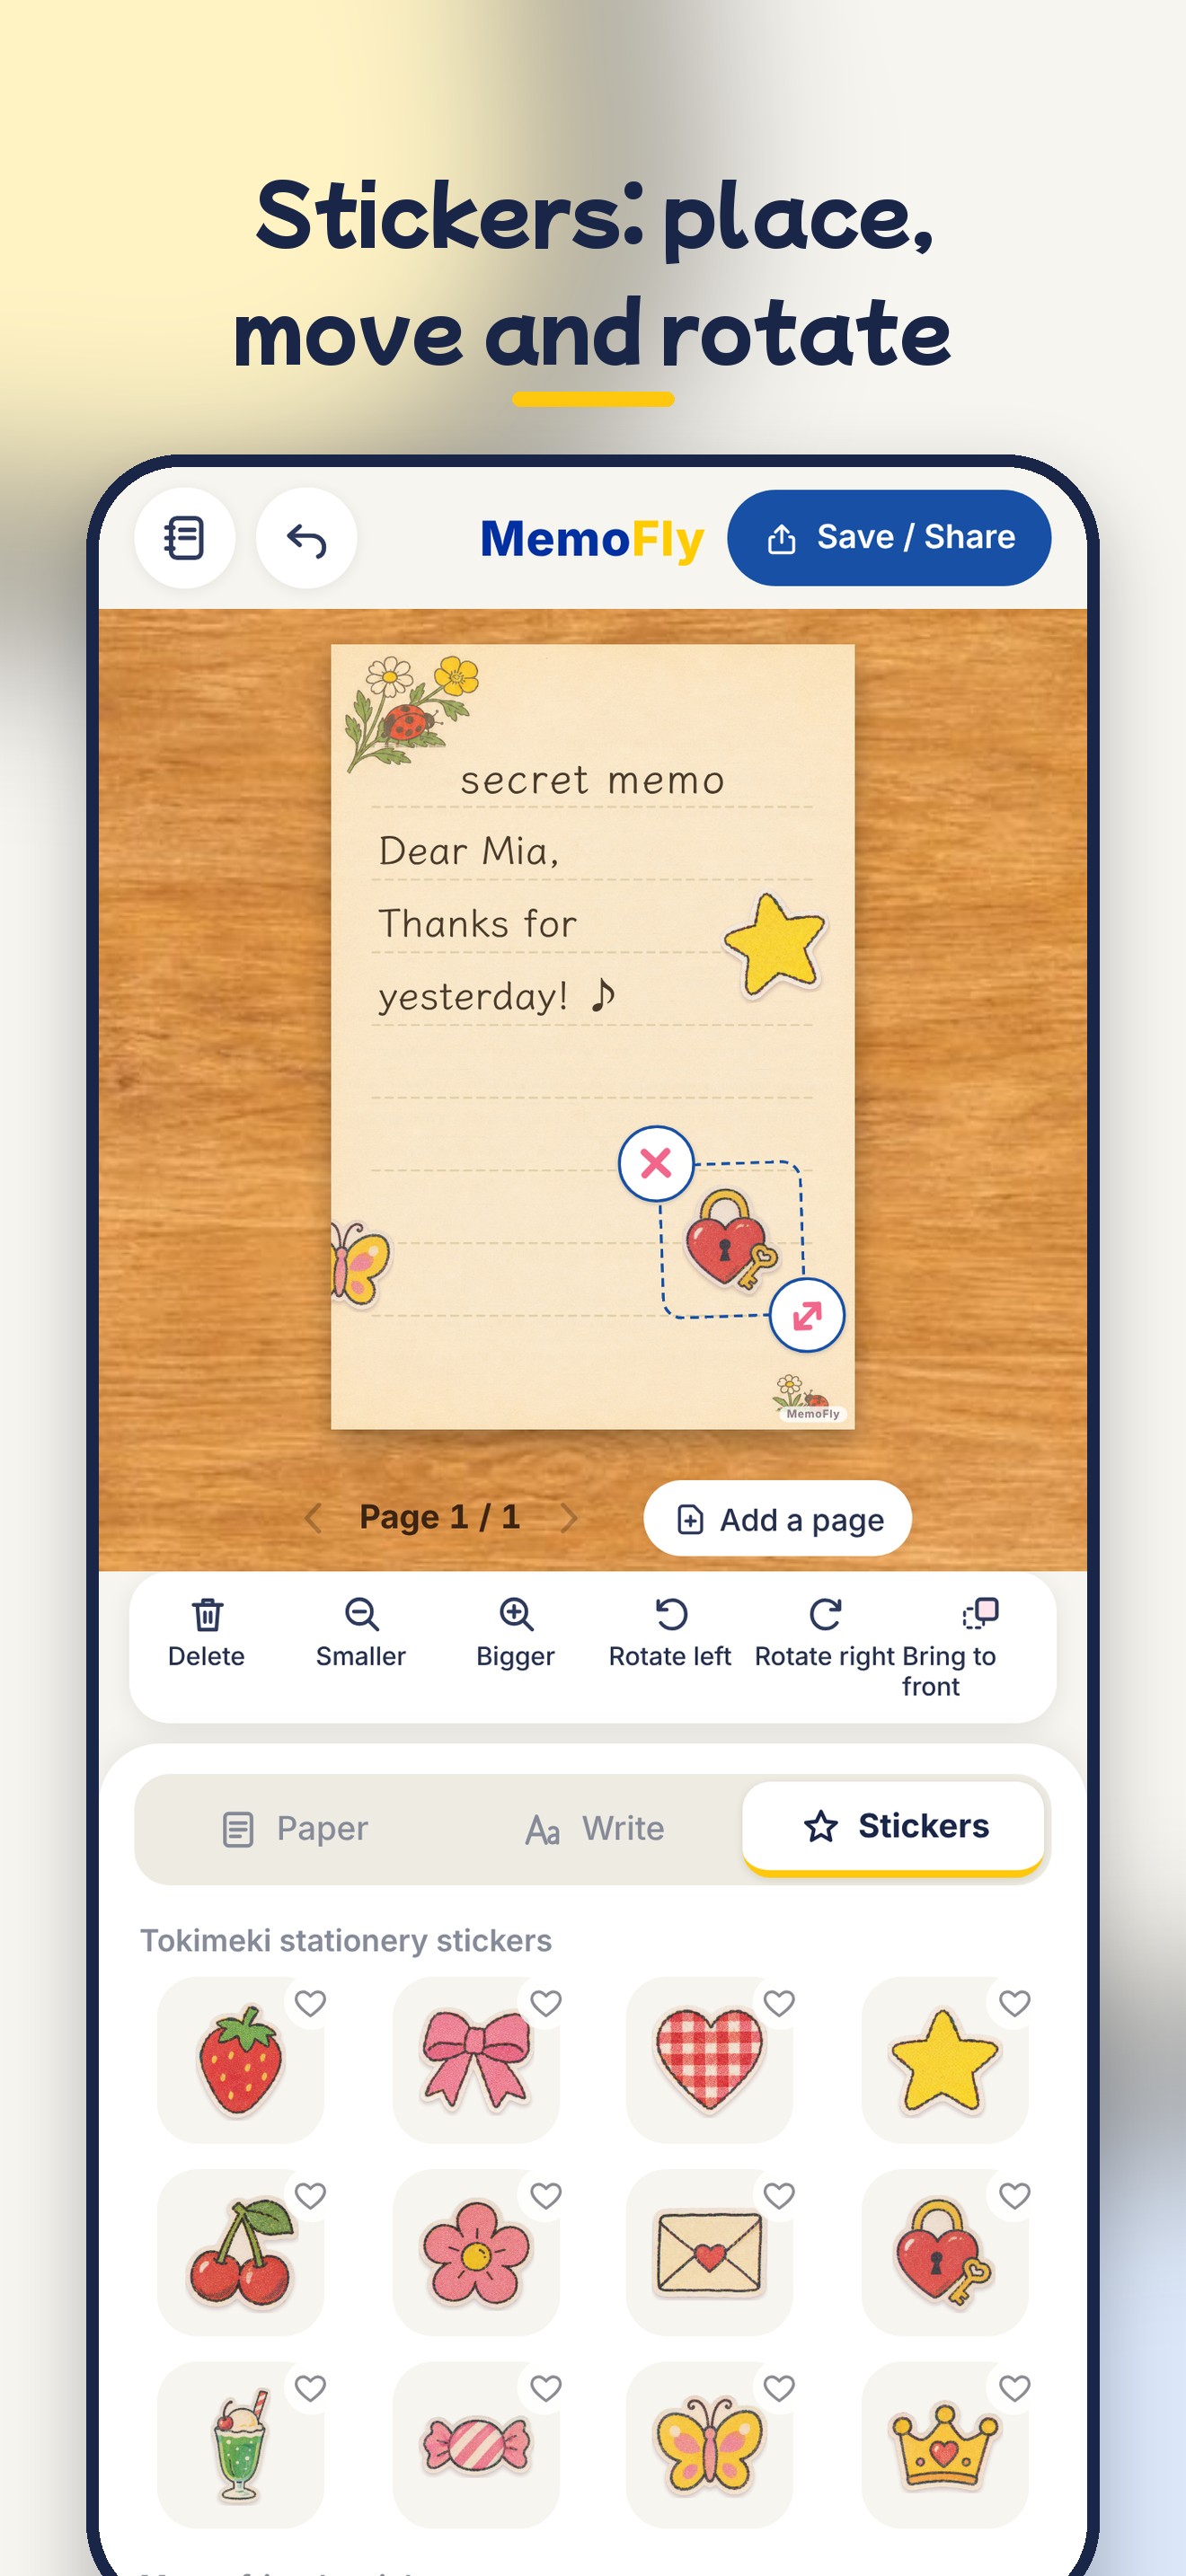 Stickers: place,
move and rotate
MemoFly
Save / Share
secret memo
Dear Mia,
Thanks for
yesterday! ♪
MemoFly
Page 1 / 1
Add a page
Delete
Smaller
Bigger
Rotate left
Rotate right
Bring to
front
Paper
Aa Write
Stickers
Tokimeki stationery stickers